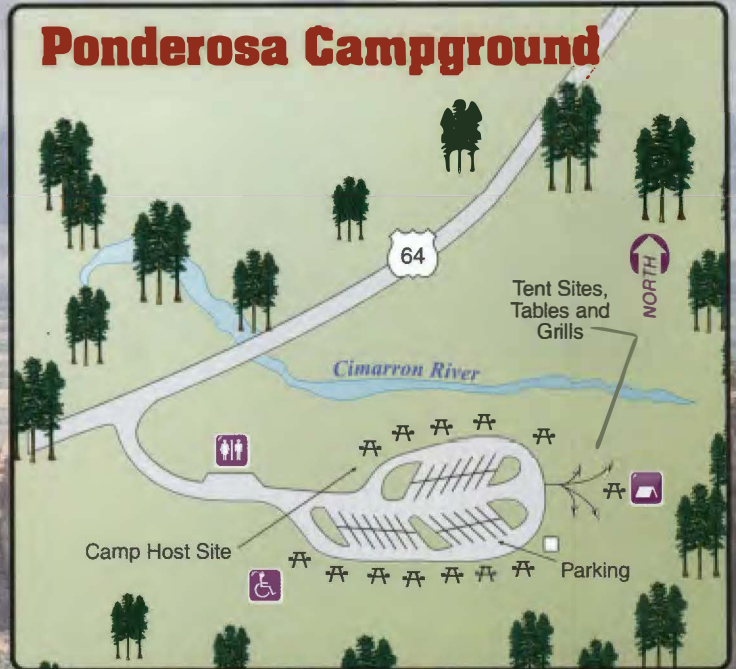 Ponderosa Campground
64
NORTH
Tent Sites,
Tables and
Grills
Cimarron River
Camp Host Site
Parking